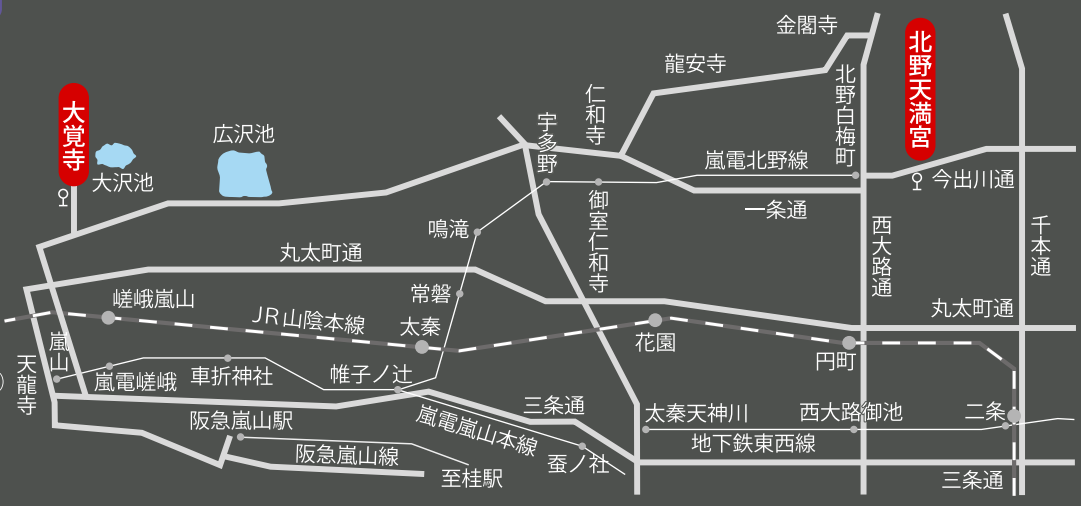 金閣寺
北野天満宮
龍安寺
北野白梅町
大覚寺
仁和寺
宇多野
広沢池
嵐電北野線
大沢池
今出川通
御室仁和寺
一条通
鳴滝
西大路通
千本通
丸太町通
常磐
嵯峨嵐山
丸太町通
JR山陰本線
太秦
花園
嵐山
円町
天龍寺
嵐電嵯峨
車折神社
帷子ノ辻
三条通
太秦天神川
西大路御池
二条
阪急嵐山駅
嵐電嵐山本線
地下鉄東西線
阪急嵐山線
蚕ノ社
至桂駅
三条通